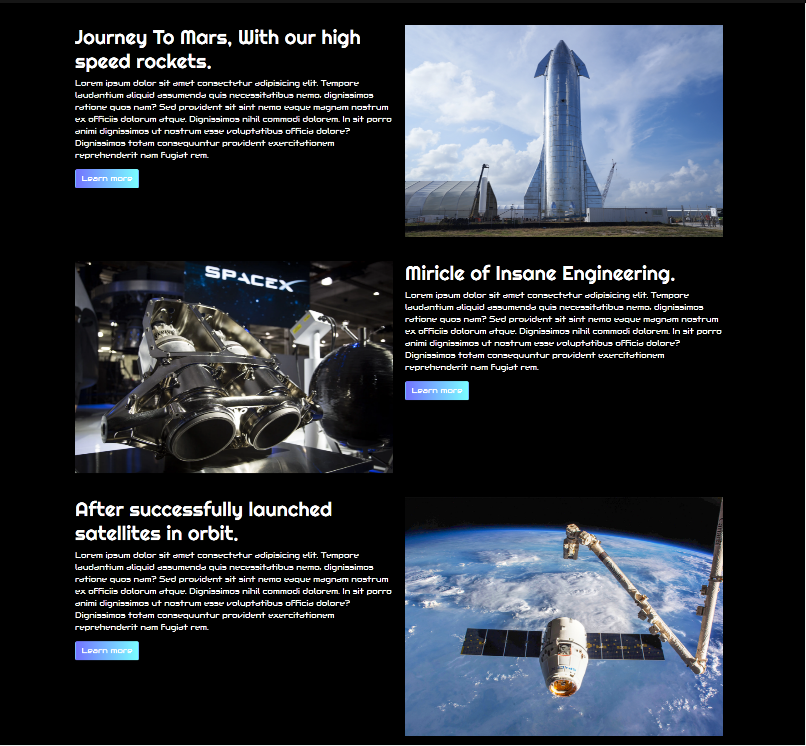 Journey To Mars, With our high
speed rockets.
Lorem ipsum dolor sit amet consectetur adipisicing elit. Tempore
laudantium aliquid assumenda quis necessitatibus nemo, dignissimos
ratione quos nam? Sed provident sit sint nemo eaque magnam nostrum
ex officiis dolorum atque. Dignissimos nihil commodi dolorem. In sit porro
animi dignissimos ut nostrum esse voluptatibus officia dolore?
Dignissimos totam consequuntur provident exercitationem
reprehenderit nam fugiat rem.
Learn more
SPACEX
Miricle of Insane Engineering.
Lorem ipsum dolor sit amet consectetur adipisicing elit. Tempore
laudantium aliquid assumenda quis necessitatibus nemo, dignissimos
ratione quos nam? Sed provident sit sint nemo eaque magnam nostrum
ex officiis dolorum atque. Dignissimos nihil commodi dolorem. In sit porro
animi dignissimos ut nostrum esse voluptatibus officia dolore?
Dignissimos totam consequuntur provident exercitationem
reprehenderit nam fugiat rem.
Learn more
After successfully launched
satellites in orbit.
Lorem ipsum dolor sit amet consectetur adipisicing elit. Tempore
laudantium aliquid assumenda quis necessitatibus nemo, dignissimos
ratione quos nam? Sed provident sit sint nemo eaque magnam nostrum
ex officiis dolorum atque. Dignissimos nihil commodi dolorem. In sit porro
animi dignissimos ut nostrum esse voluptatibus officia dolore?
Dignissimos totam consequuntur provident exercitationem
reprehenderit nam fugiat rem.
Learn more